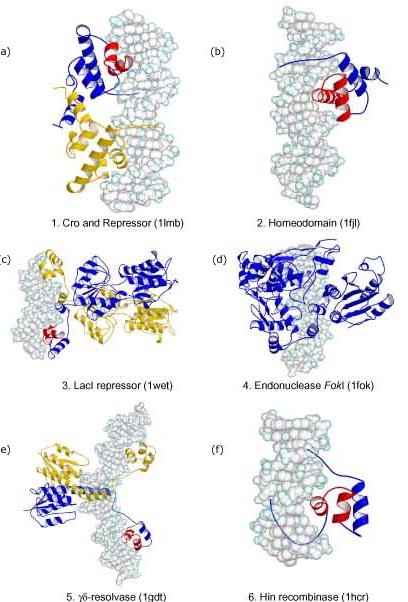 a)
(b)
1. Cro and Repressor (1lmb)
2. Homeodomain (1fjl)
(c)
(d)
3. LacI repressor (1wet)
4. Endonuclease FokI (1fok)
e)
(f)
5. γδ-resolvase (1gdt)
6. Hin recombinase (1hcr)